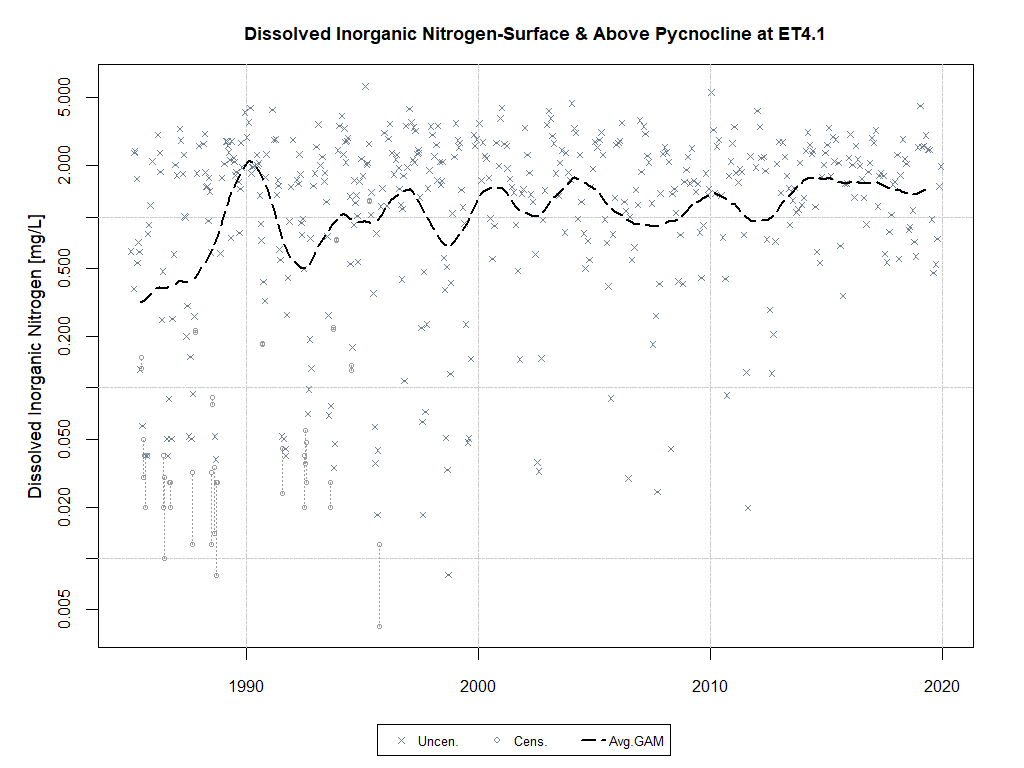 Dissolved Inorganic Nitrogen-Surface & Above Pycnocline at ET4.1
Dissolved Inorganic Nitrogen [mg/L]
5.000
2.000
0.500
0.200
0.050
0.020
0.005
1990 2000 2010 2020
Uncen. Cens. Avg.GAM